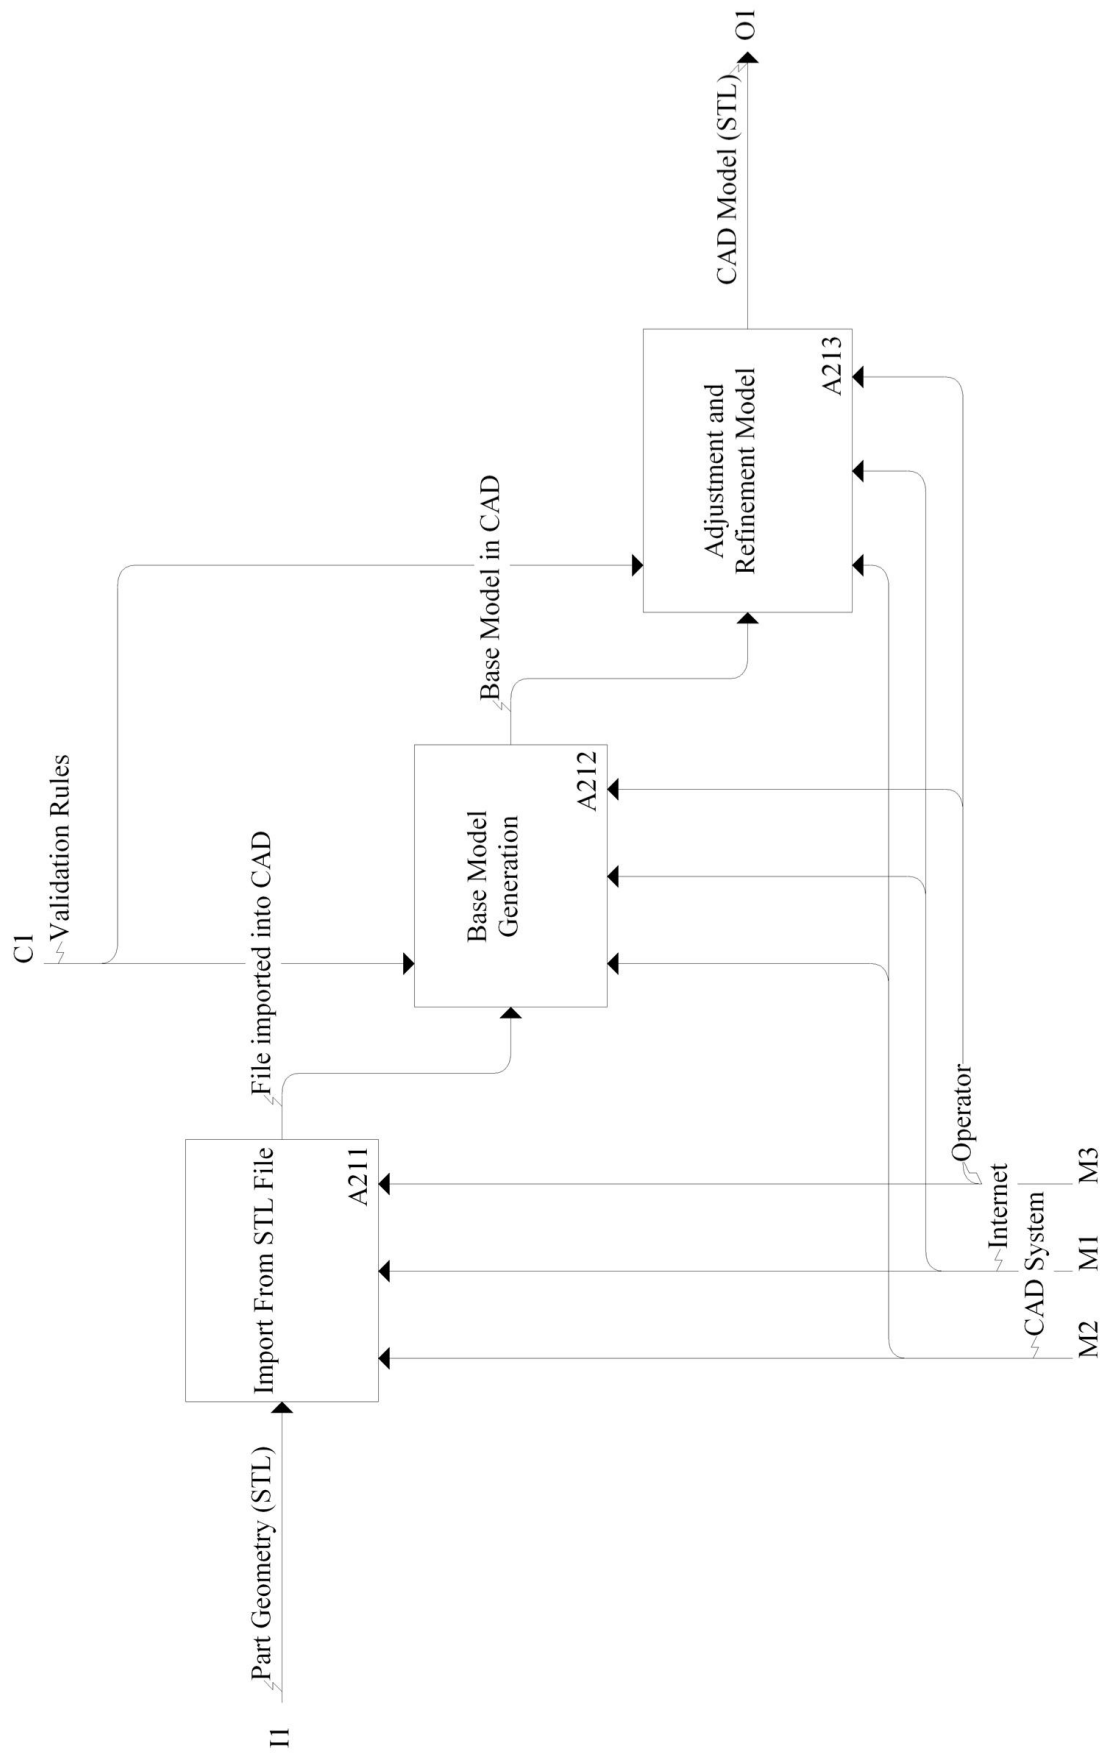 C1
Validation Rules
I1
Part Geometry (STL)
Import From STL File
A211
File imported into CAD
Base Model
Generation
A212
Base Model in CAD
Adjustment and
Refinement Model
A213
CAD Model (STL)
O1
Operator
Internet
CAD System
M2
M1
M3